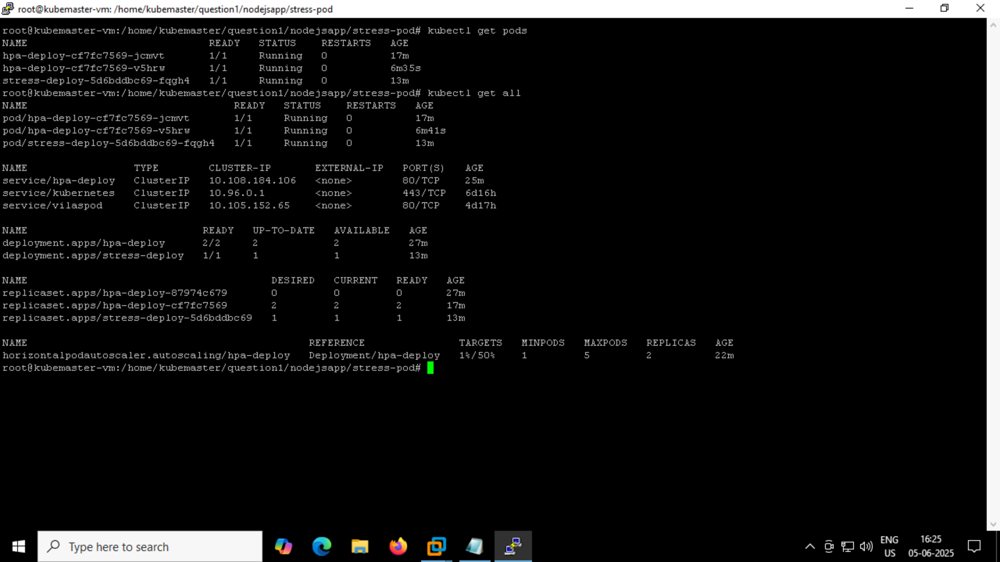 root@kubemaster-vm: /home/kubemaster/question1/nodejsapp/stress-pod
root@kubemaster-vm:/home/kubemaster/question1/nodejsapp/stress-pod# kubectl get pods
NAME                             READY   STATUS    RESTARTS   AGE
hpa-deploy-cf7fc7569-jcmvt       1/1     Running   0          17m
hpa-deploy-cf7fc7569-v5hrw       1/1     Running   0          6m35s
stress-deploy-5d6bddbc69-fqgh4   1/1     Running   0          13m
root@kubemaster-vm:/home/kubemaster/question1/nodejsapp/stress-pod# kubectl get all
NAME                                 READY   STATUS    RESTARTS   AGE
pod/hpa-deploy-cf7fc7569-jcmvt       1/1     Running   0          17m
pod/hpa-deploy-cf7fc7569-v5hrw       1/1     Running   0          6m41s
pod/stress-deploy-5d6bddbc69-fqgh4   1/1     Running   0          13m
NAME                 TYPE        CLUSTER-IP       EXTERNAL-IP   PORT(S)   AGE
service/hpa-deploy   ClusterIP   10.108.184.106   <none>        80/TCP    25m
service/kubernetes   ClusterIP   10.96.0.1        <none>        443/TCP   6d16h
service/vilaspod     ClusterIP   10.105.152.65    <none>        80/TCP    4d17h
NAME                            READY   UP-TO-DATE   AVAILABLE   AGE
deployment.apps/hpa-deploy      2/2     2            2           27m
deployment.apps/stress-deploy   1/1     1            1           13m
NAME                                       DESIRED   CURRENT   READY   AGE
replicaset.apps/hpa-deploy-87974c679       0         0         0       27m
replicaset.apps/hpa-deploy-cf7fc7569       2         2         2       17m
replicaset.apps/stress-deploy-5d6bddbc69   1         1         1       13m
NAME                                             REFERENCE               TARGETS   MINPODS   MAXPODS   REPLICAS   AGE
horizontalpodautoscaler.autoscaling/hpa-deploy   Deployment/hpa-deploy   1%/50%    1         5         2          22m
root@kubemaster-vm:/home/kubemaster/question1/nodejsapp/stress-pod#
Type here to search
ENG
US
16:25
05-06-2025